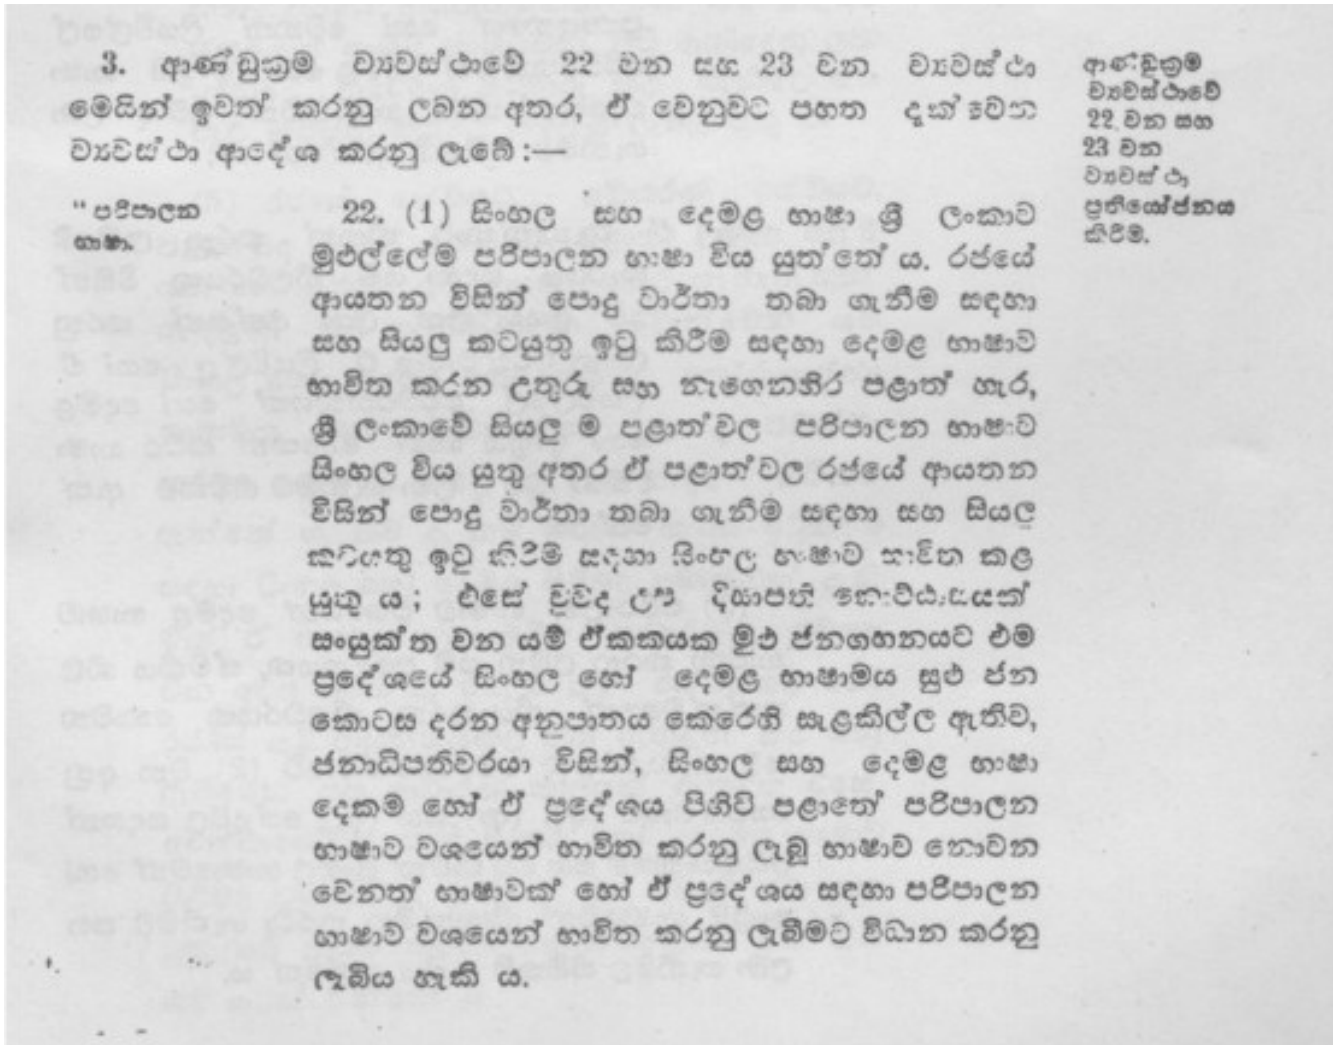 3. ආණ්ඩුක්‍රම ව්‍යවස්ථාවේ 22 වන සහ 23 වන ව්‍යවස්ථා
මෙයින් ඉවත් කරනු ලබන අතර, ඒ වෙනුවට පහත දැක්වෙන
ව්‍යවස්ථා ආදේශ කරනු ලැබේ :—
ආණ්ඩුක්‍රම
ව්‍යවස්ථාවේ
22 වන සහ
23 වන
ව්‍යවස්ථා
ප්‍රතියෝජනය
කිරීම.
“පරිපාලන
භාෂා.
22. (1) සිංහල සහ දෙමළ භාෂා ශ්‍රී ලංකාව
මුළුල්ලේම පරිපාලන භාෂා විය යුත්තේ ය. රජයේ
ආයතන විසින් පොදු වාර්තා තබා ගැනීම සඳහා
සහ සියලු කටයුතු ඉටු කිරීම සඳහා දෙමළ භාෂාව
භාවිත කරන උතුරු සහ නැගෙනහිර පළාත් හැර,
ශ්‍රී ලංකාවේ සියලු ම පළාත්වල පරිපාලන භාෂාව
සිංහල විය යුතු අතර ඒ පළාත්වල රජයේ ආයතන
විසින් පොදු වාර්තා තබා ගැනීම සඳහා සහ සියලු
කටයුතු ඉටු කිරීම සඳහා සිංහල භාෂාව භාවිත කළ
යුතු ය ; එසේ වුවද උප දිසාපති කොට්ඨාසයක්
සංයුක්ත වන යම් ඒකකයක මුළු ජනගහනයට එම
ප්‍රදේශයේ සිංහල හෝ දෙමළ භාෂාමය සුළු ජන
කොටස දරන අනුපාතය කෙරෙහි සැළකිල්ල ඇතිව,
ජනාධිපතිවරයා විසින්, සිංහල සහ දෙමළ භාෂා
දෙකම හෝ ඒ ප්‍රදේශය පිහිටි පළාතේ පරිපාලන
භාෂාව වශයෙන් භාවිත කරනු ලැබූ භාෂාව නොවන
වෙනත් භාෂාවක් හෝ ඒ ප්‍රදේශය සඳහා පරිපාලන
භාෂාව වශයෙන් භාවිත කරනු ලැබීමට විධාන කරනු
ලැබිය හැකි ය.